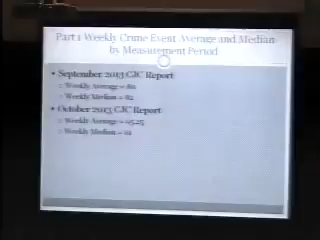 Part 1 Weekly Crime Event Average and Median
by Measurement Period
• September 2013 CJC Report
Weekly Average =
Weekly Median = 82
• October 2013 CJC Report
Weekly Average =
Weekly Median =